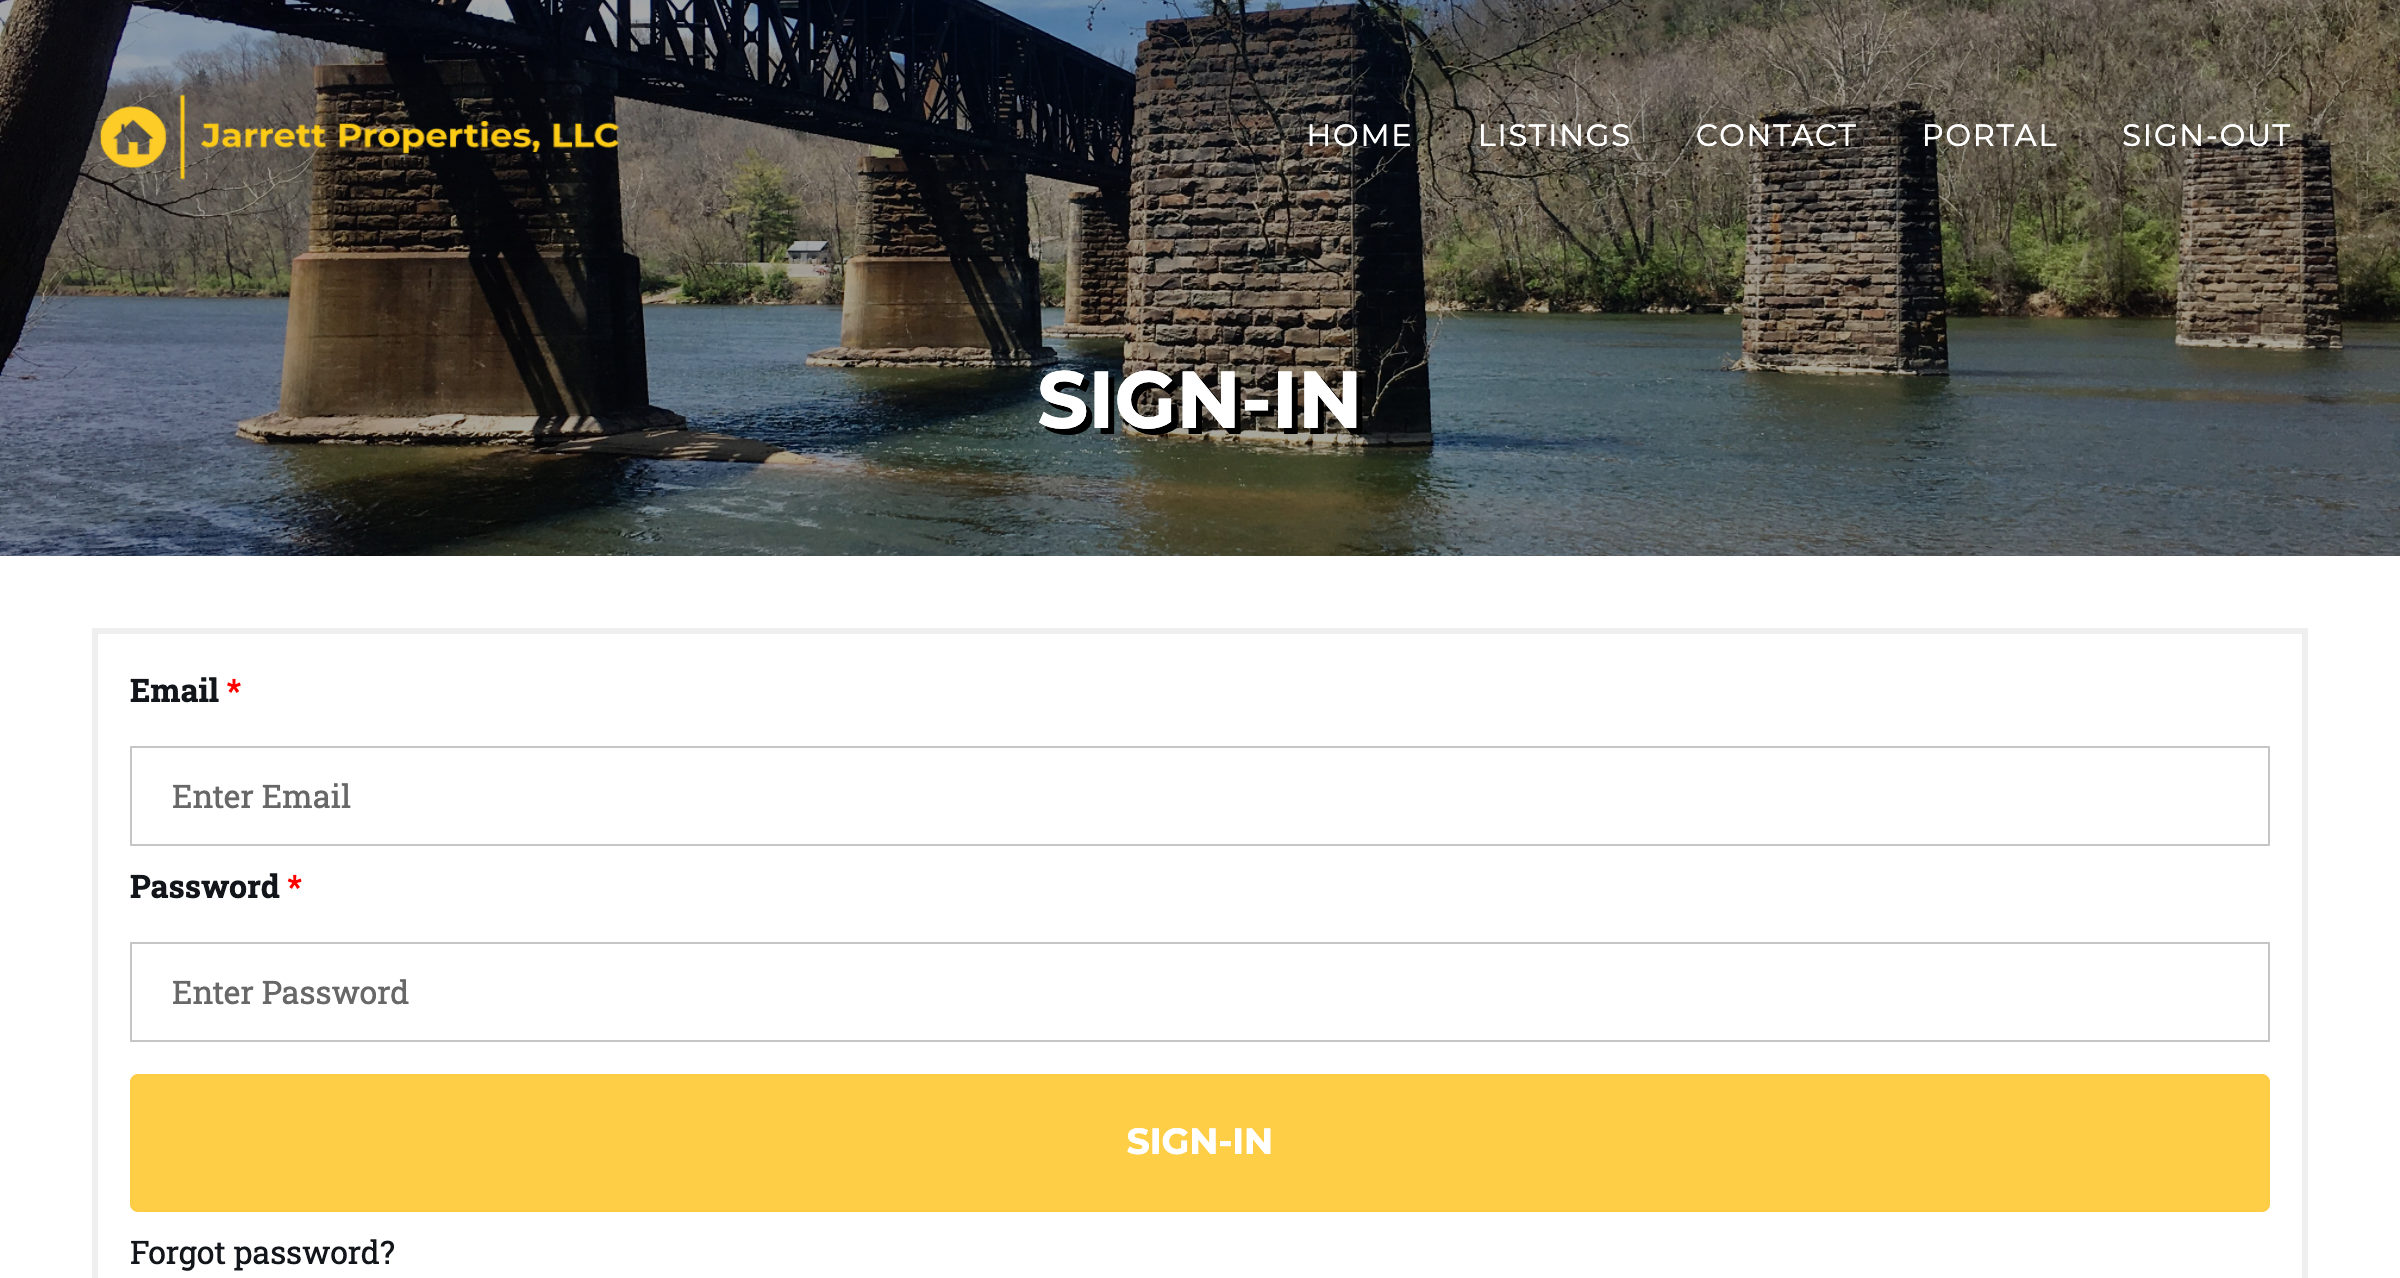 Jarrett Properties, LLC
HOME LISTINGS CONTACT PORTAL SIGN-OUT
SIGN-IN
Email *
Enter Email
Password *
Enter Password
SIGN-IN
Forgot password?